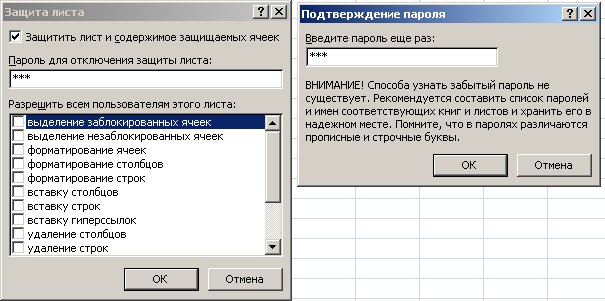 Защита листа
Защитить лист и содержимое защищаемых ячеек
Пароль для отключения защиты листа:
***
Разрешить всем пользователям этого листа:
выделение заблокированных ячеек
выделение незаблокированных ячеек
форматирование ячеек
форматирование столбцов
форматирование строк
вставку столбцов
вставку строк
вставку гиперссылок
удаление столбцов
удаление строк
ОК
Отмена
Подтверждение пароля
Введите пароль еще раз:
***
ВНИМАНИЕ! Способа узнать забытый пароль не
существует. Рекомендуется составить список паролей
и имен соответствующих книг и листов и хранить его в
надежном месте. Помните, что в паролях различаются
прописные и строчные буквы.
ОК
Отмена